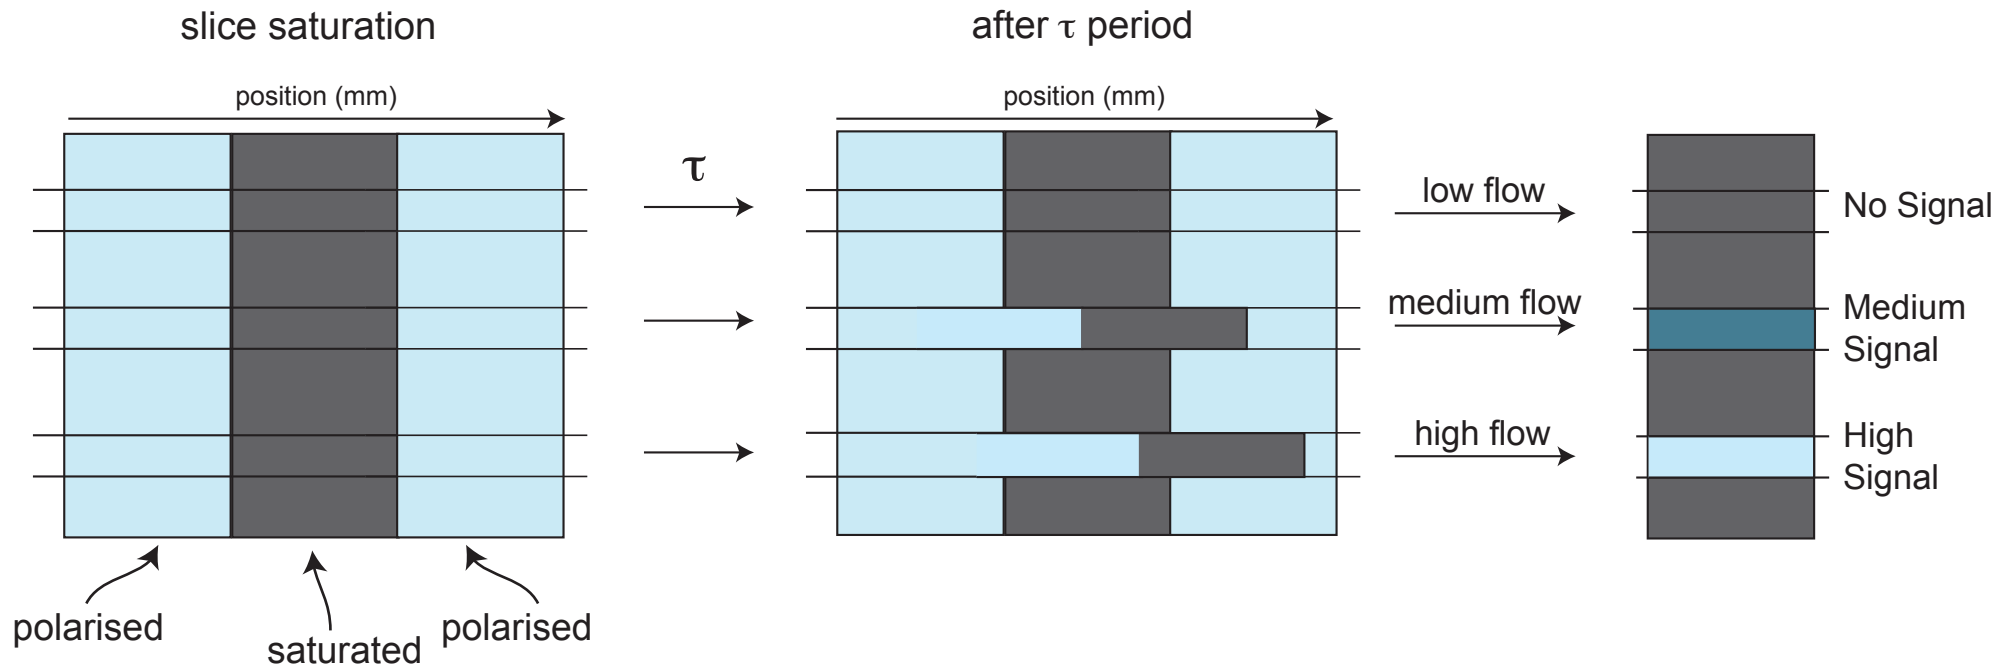 slice saturation
after τ period
position (mm)
position (mm)
τ
low flow
No Signal
medium flow
Medium
Signal
high flow
High
Signal
polarised
saturated
polarised